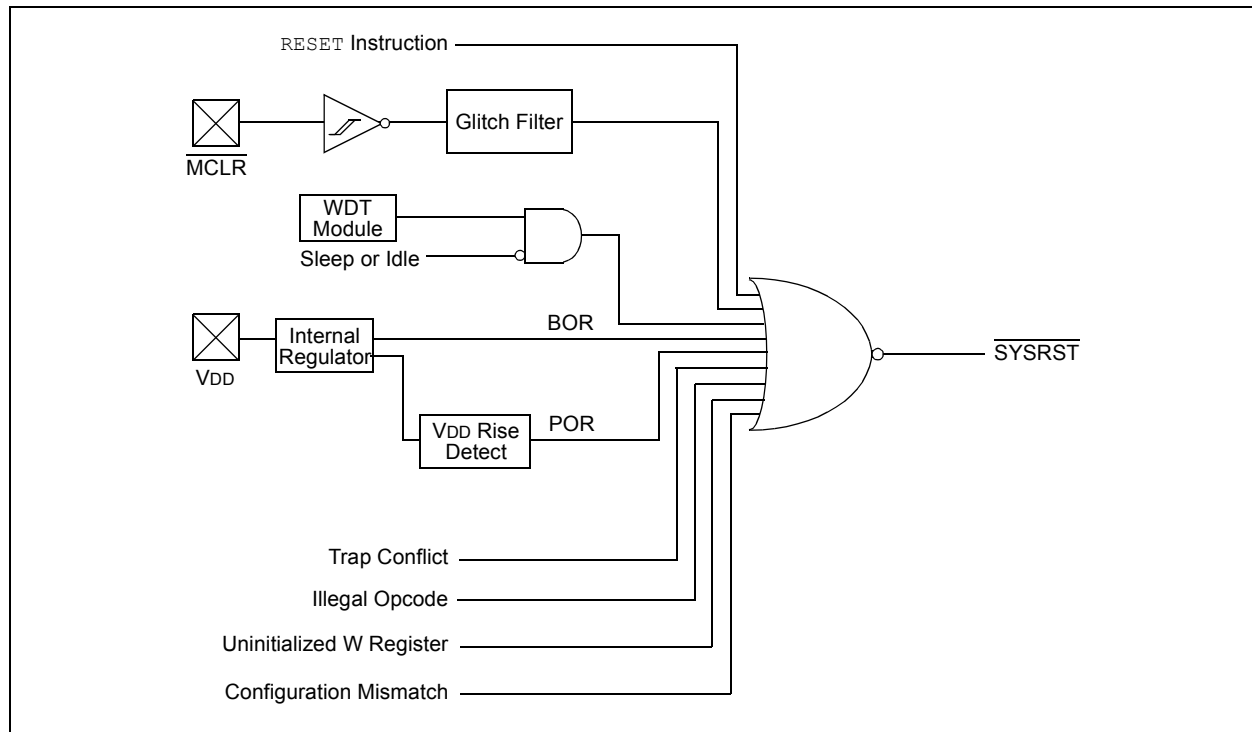 RESET Instruction
MCLR
Glitch Filter
WDT
Module
Sleep or Idle
VDD
Internal
Regulator
BOR
VDD Rise
Detect
POR
SYSRST
Trap Conflict
Illegal Opcode
Uninitialized W Register
Configuration Mismatch